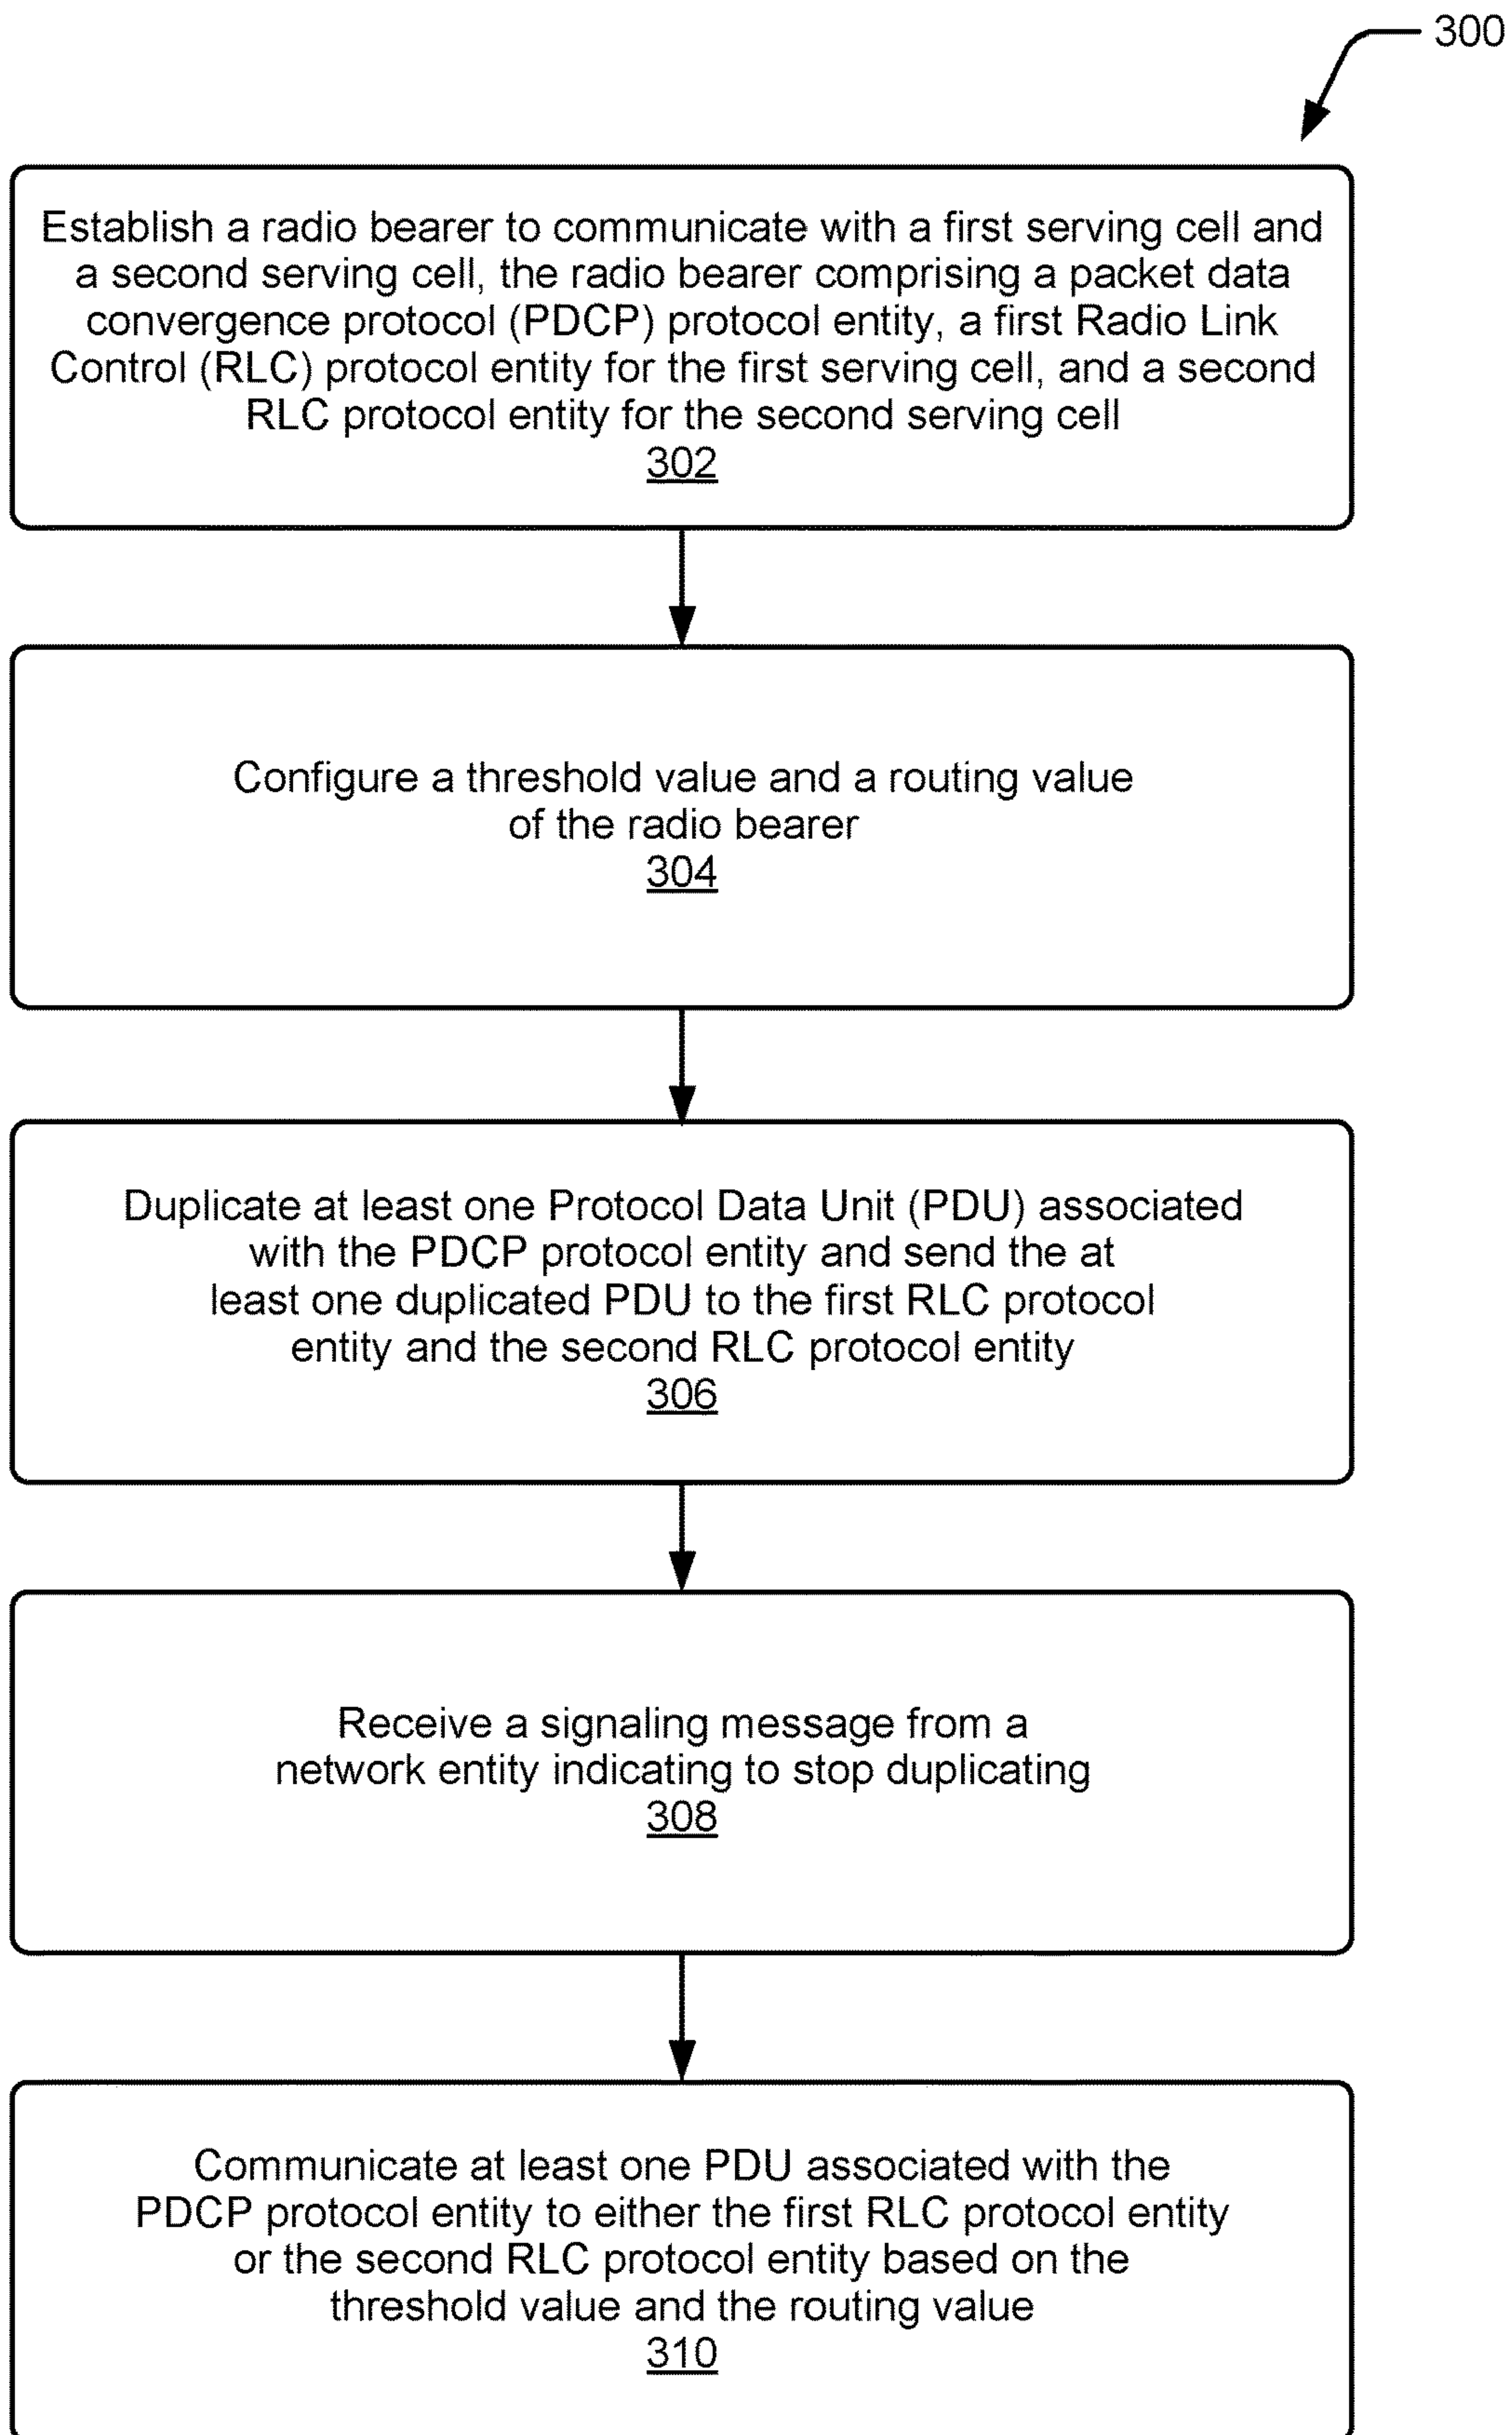 300
Establish a radio bearer to communicate with a first serving cell and
a second serving cell, the radio bearer comprising a packet data
convergence protocol (PDCP) protocol entity, a first Radio Link
Control (RLC) protocol entity for the first serving cell, and a second
RLC protocol entity for the second serving cell
302
Configure a threshold value and a routing value
of the radio bearer
304
Duplicate at least one Protocol Data Unit (PDU) associated
with the PDCP protocol entity and send the at
least one duplicated PDU to the first RLC protocol
entity and the second RLC protocol entity
306
Receive a signaling message from a
network entity indicating to stop duplicating
308
Communicate at least one PDU associated with the
PDCP protocol entity to either the first RLC protocol entity
or the second RLC protocol entity based on the
threshold value and the routing value
310